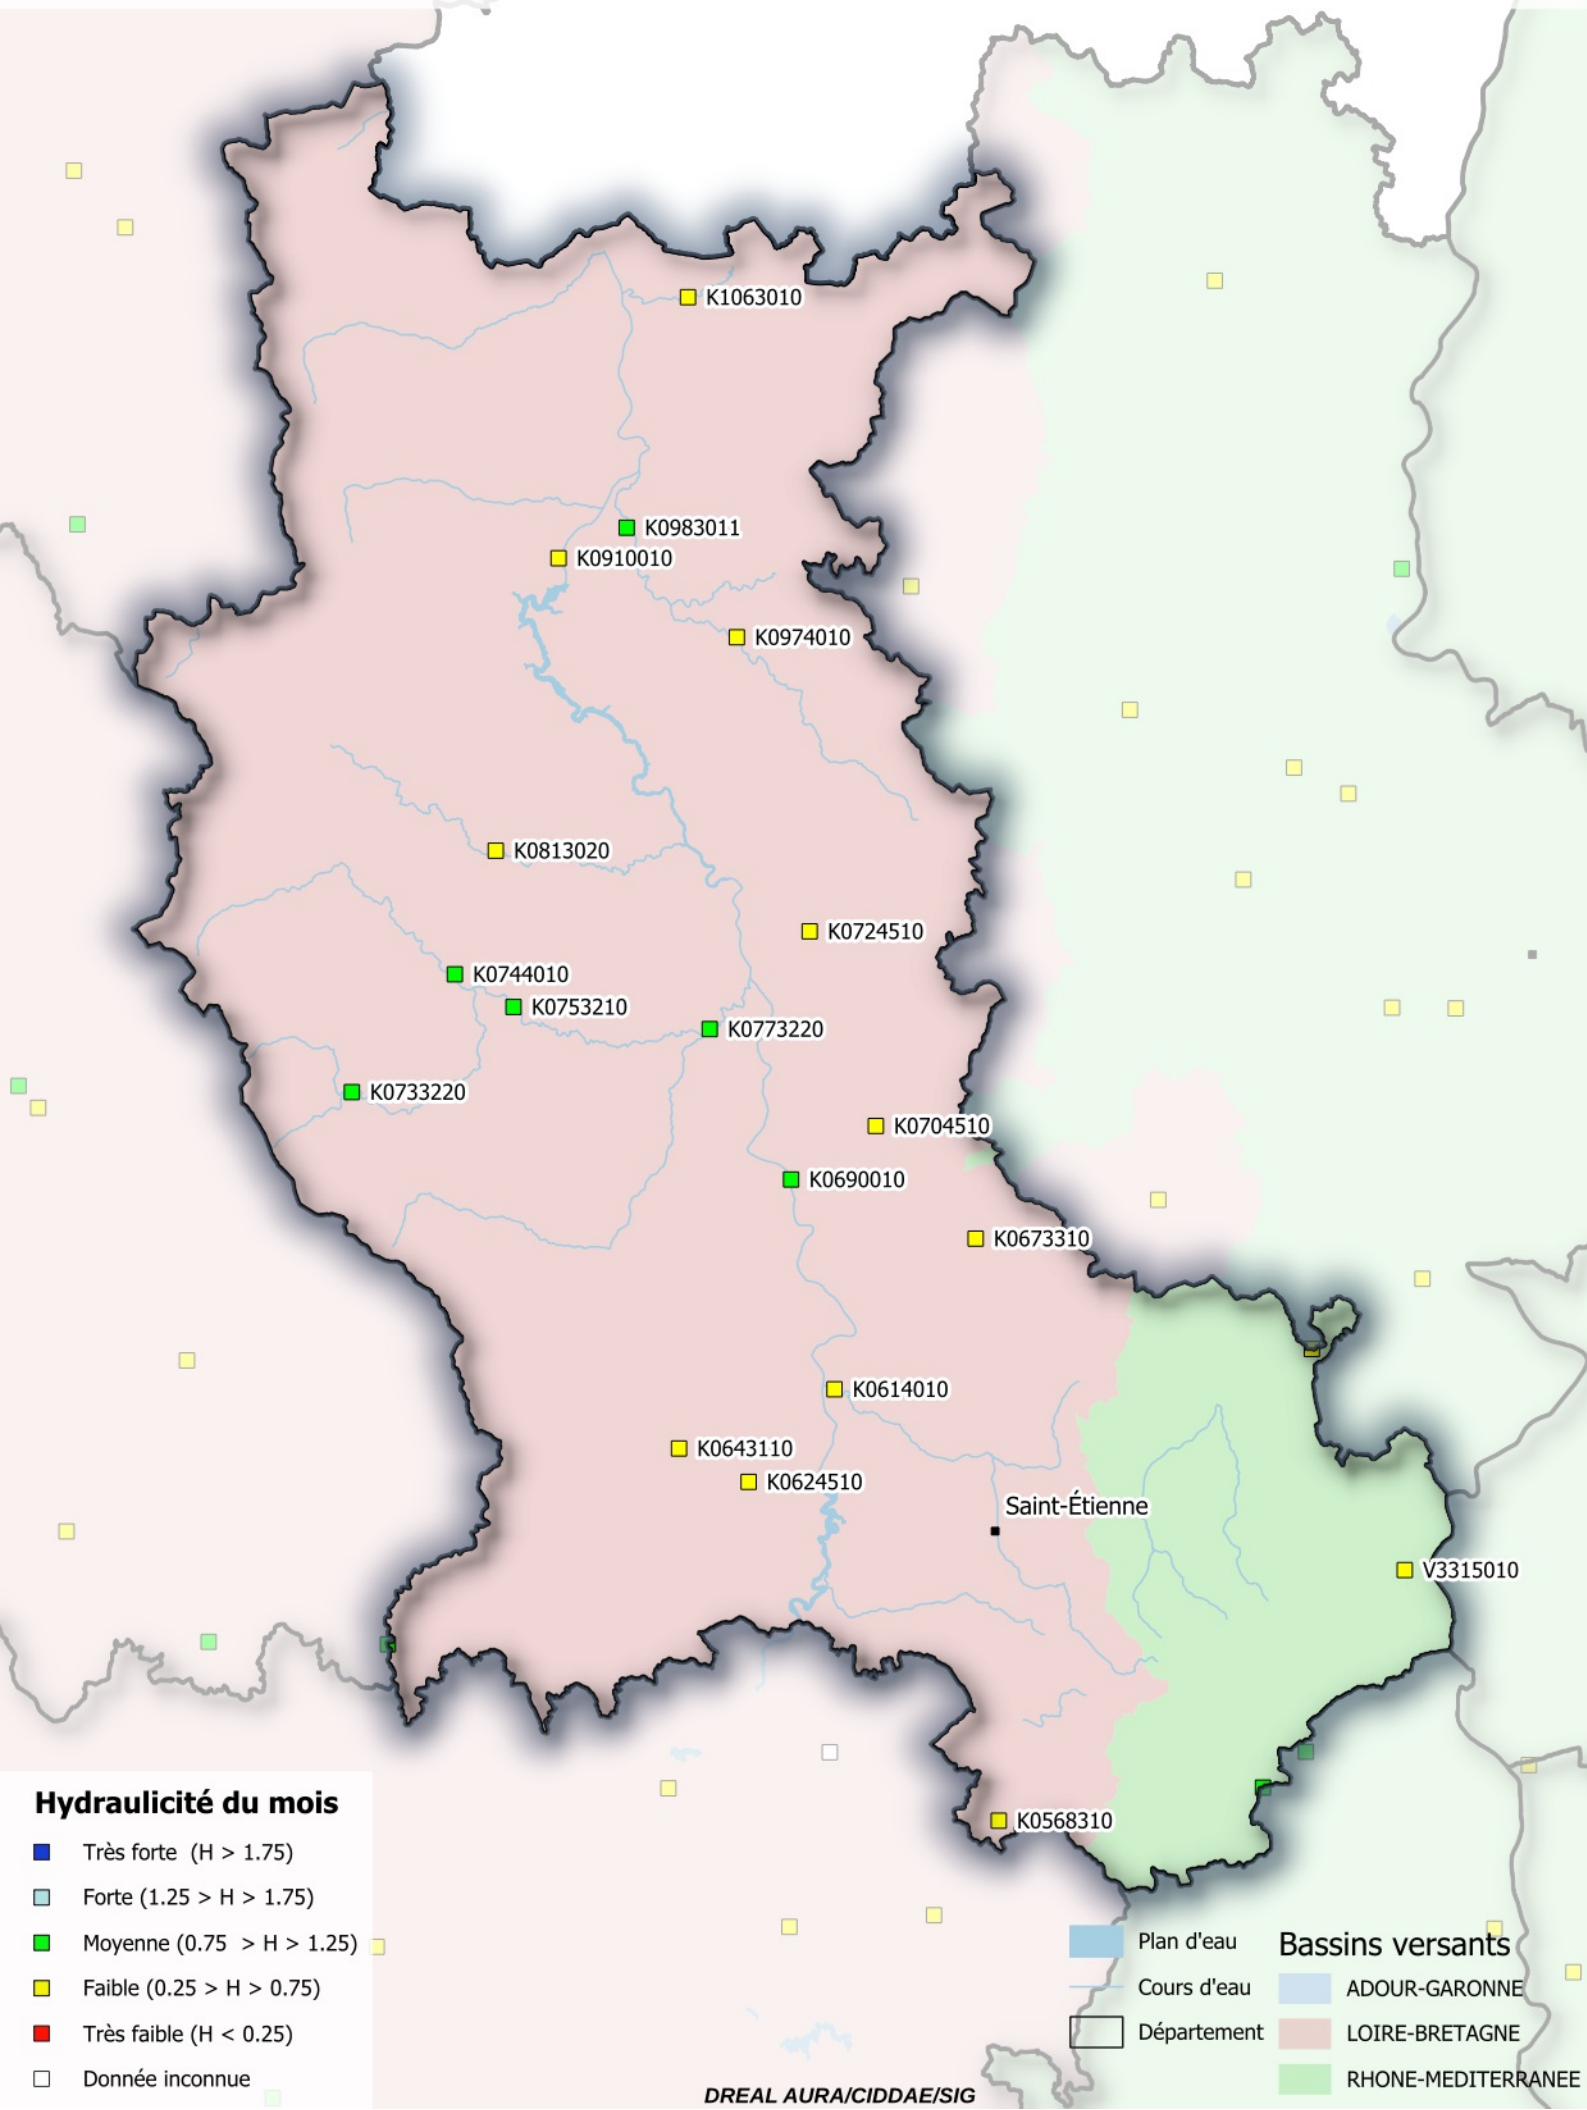 K1063010
K0983011
K0910010
K0974010
K0813020
K0724510
K0744010
K0753210
K0773220
K0733220
K0704510
K0690010
K0673310
K0614010
K0643110
K0624510
Saint-Étienne
V3315010
K0568310
Hydraulicité du mois
Très forte (H > 1.75)
Forte (1.25 > H > 1.75)
Moyenne (0.75 > H > 1.25)
Faible (0.25 > H > 0.75)
Très faible (H < 0.25)
Donnée inconnue
Plan d'eau
Cours d'eau
Département
Bassins versants
ADOUR-GARONNE
LOIRE-BRETAGNE
RHONE-MEDITERRANEE
DREAL AURA/CIDDAE/SIG